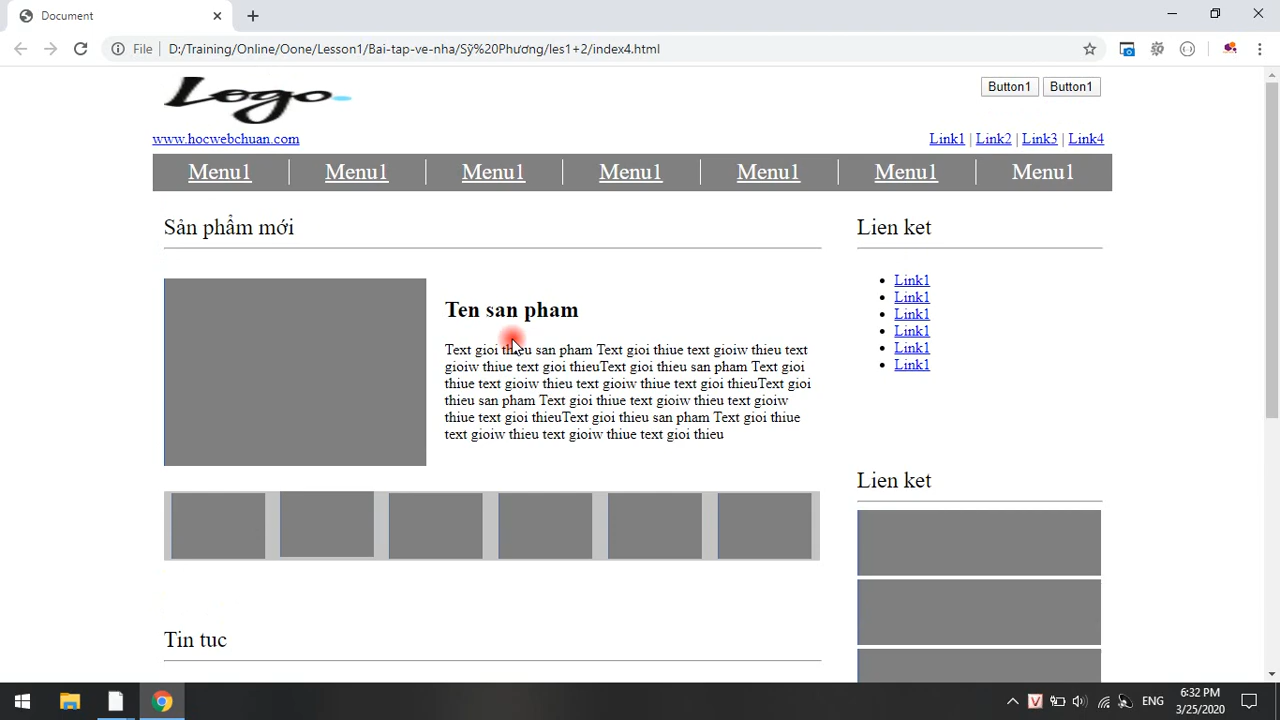 Document
File D:/Training/Online/Oone/Lesson1/Bai-tap-ve-nha/Sỹ%20Phương/les1+2/index4.html
Logo
Button1 Button1
www.hocwebchuan.com
Link1 | Link2 | Link3 | Link4
Menu1 Menu1 Menu1 Menu1 Menu1 Menu1 Menu1
Sản phẩm mới
Ten san pham
Text gioi thieu san pham Text gioi thiue text gioiw thieu text
gioiw thiue text gioi thieuText gioi thieu san pham Text gioi
thiue text gioiw thieu text gioiw thiue text gioi thieuText gioi
thieu san pham Text gioi thiue text gioiw thieu text gioiw
thiue text gioi thieuText gioi thieu san pham Text gioi thiue
text gioiw thieu text gioiw thiue text gioi thieu
Tin tuc
Lien ket
Link1
Link1
Link1
Link1
Link1
Link1
Lien ket
V
ENG
6:32 PM
3/25/2020